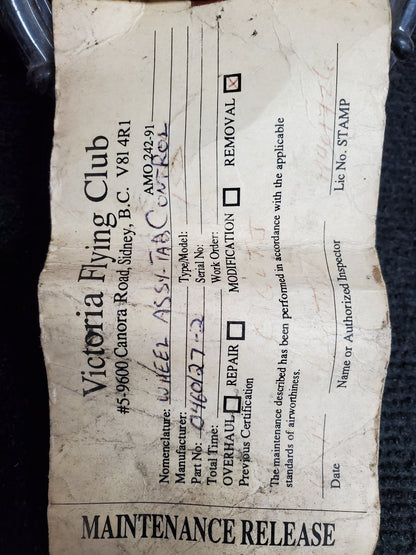 Victoria Flying Club
#5-9600 Canora Road, Sidney, B.C. V8l 4R1
AMO 242-91
Nomenclature: WHEEL ASSY. TAB CONTROL
Manufacturer: Type/Model:
Part No: 0460127-2 Serial No:
Total Time: Work Order:
OVERHAUL REPAIR MODIFICATION REMOVAL X
Previous Certification
The maintenance described has been performed in accordance with the applicable
standards of airworthiness.
Date Name or Authorized Inspector Lic No. STAMP
MAINTENANCE RELEASE